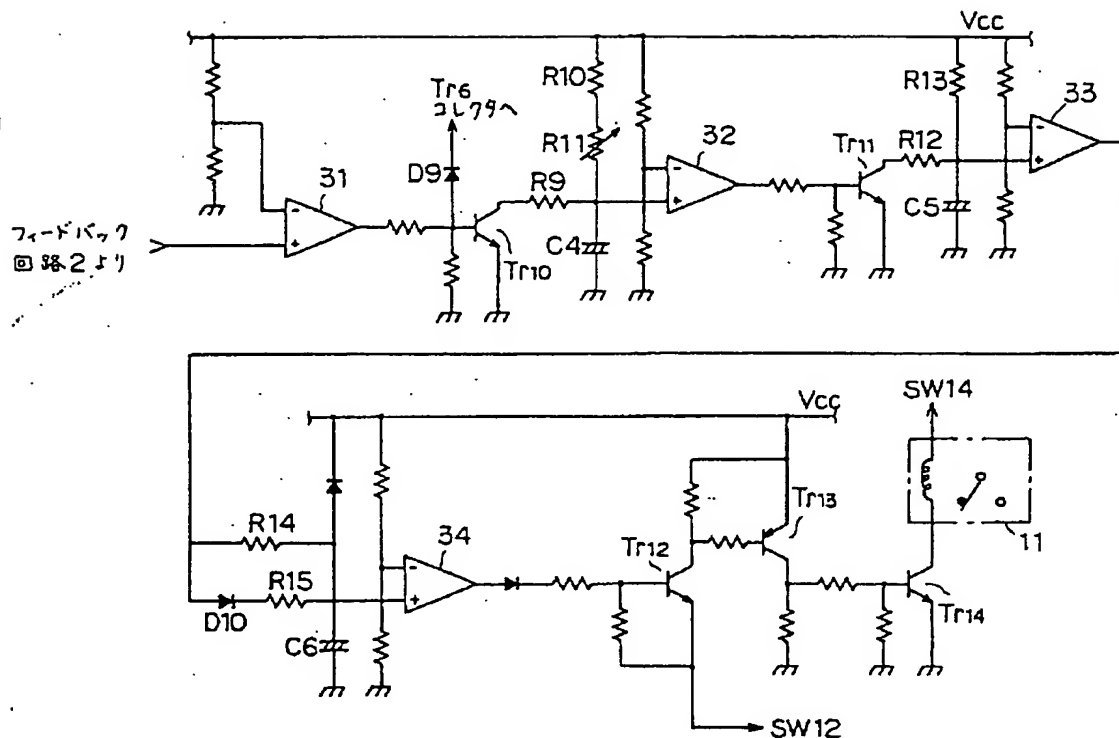 Vcc
Tr6
コレクタへ
R10
R11
D9
R9
C4
Tr10
31
32
Tr11
R12
R13
C5
33
フィードバック
回路2より
Vcc
SW14
R14
R15
D10
C6
34
Tr12
Tr13
Tr14
11
SW12